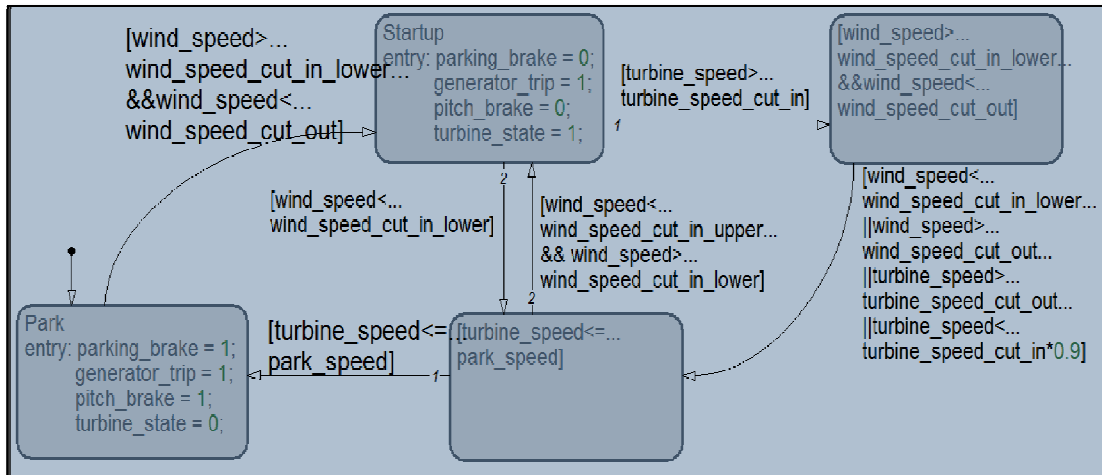 [wind_speed>...
wind_speed_cut_in_lower...
&&wind_speed<...
wind_speed_cut_out]
Startup
entry: parking_brake = 0;
generator_trip = 1;
pitch_brake = 0;
turbine_state = 1;
[turbine_speed>...
turbine_speed_cut_in]
1
[wind_speed>...
wind_speed_cut_in_lower...
&&wind_speed<...
wind_speed_cut_out]
2
[wind_speed<...
wind_speed_cut_in_lower]
[wind_speed<...
wind_speed_cut_in_upper...
&& wind_speed>...
wind_speed_cut_in_lower]
2
[wind_speed<...
wind_speed_cut_in_lower...
||wind_speed>...
wind_speed_cut_out...
||turbine_speed>...
turbine_speed_cut_out...
||turbine_speed<...
turbine_speed_cut_in*0.9]
Park
entry: parking_brake = 1;
generator_trip = 1;
pitch_brake = 1;
turbine_state = 0;
[turbine_speed<=...
park_speed]
1
[turbine_speed<=...
park_speed]